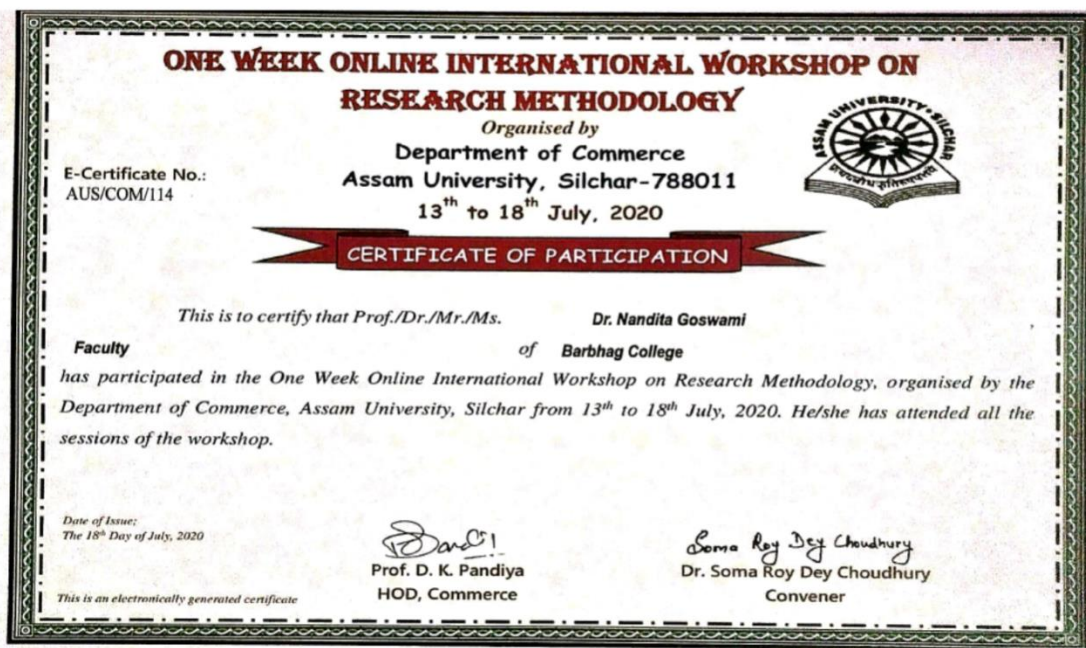 ONE WEEK ONLINE INTERNATIONAL WORKSHOP ON
RESEARCH METHODOLOGY
Organised by
Department of Commerce
Assam University, Silchar-788011
13th to 18th July, 2020
E-Certificate No.:
AUS/COM/114
ASSAM UNIVERSITY SILCHAR
CERTIFICATE OF PARTICIPATION
This is to certify that Prof./Dr./Mr./Ms. Dr. Nandita Goswami
Faculty of Barbhag College
has participated in the One Week Online International Workshop on Research Methodology, organised by the
Department of Commerce, Assam University, Silchar from 13th to 18th July, 2020. He/she has attended all the
sessions of the workshop.
Date of Issue:
The 18th Day of July, 2020
Soma Roy Dey Choudhury
Prof. D. K. Pandiya
HOD, Commerce
Dr. Soma Roy Dey Choudhury
Convener
This is an electronically generated certificate